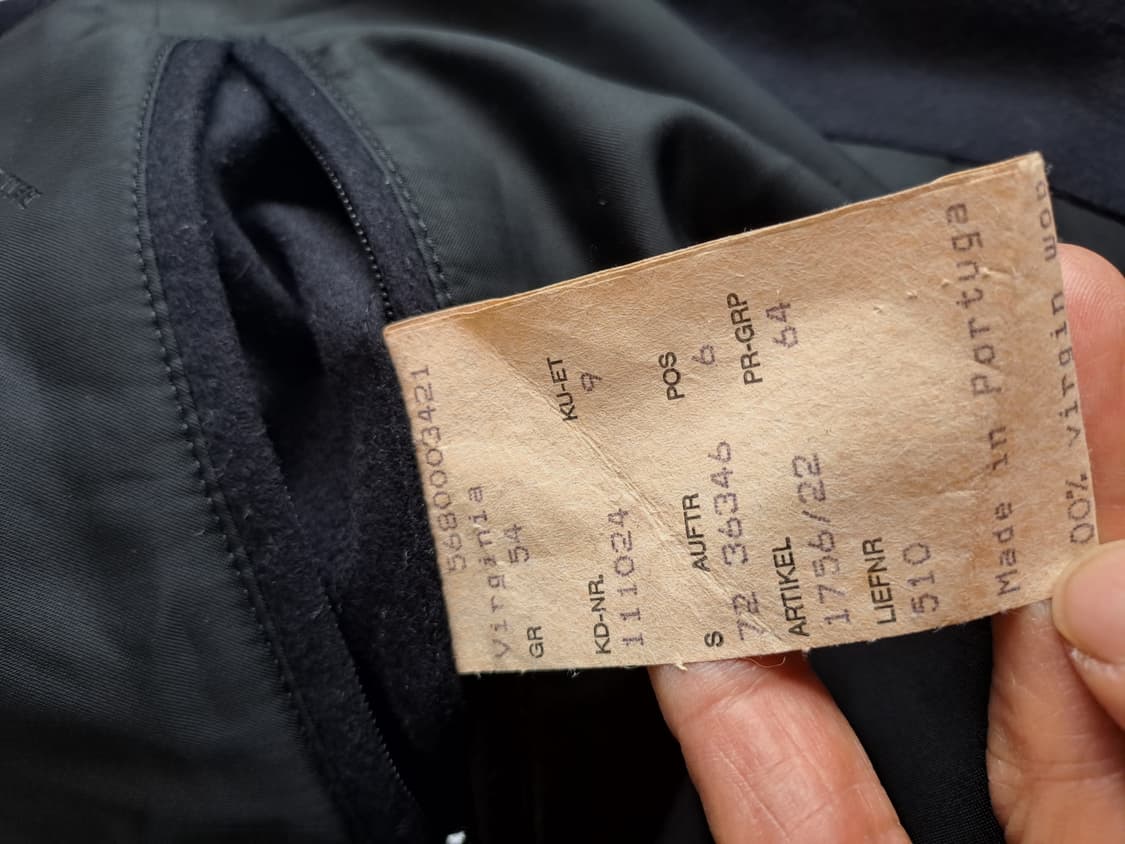 5680003421
Virginia
GR 54 KU-ET 9
KD-NR.
111024
S AUFTR POS
72 36346 6
ARTIKEL PR-GRP
1756/22 64
LIEFNR
510
Made in Portuga
00% virgin woo